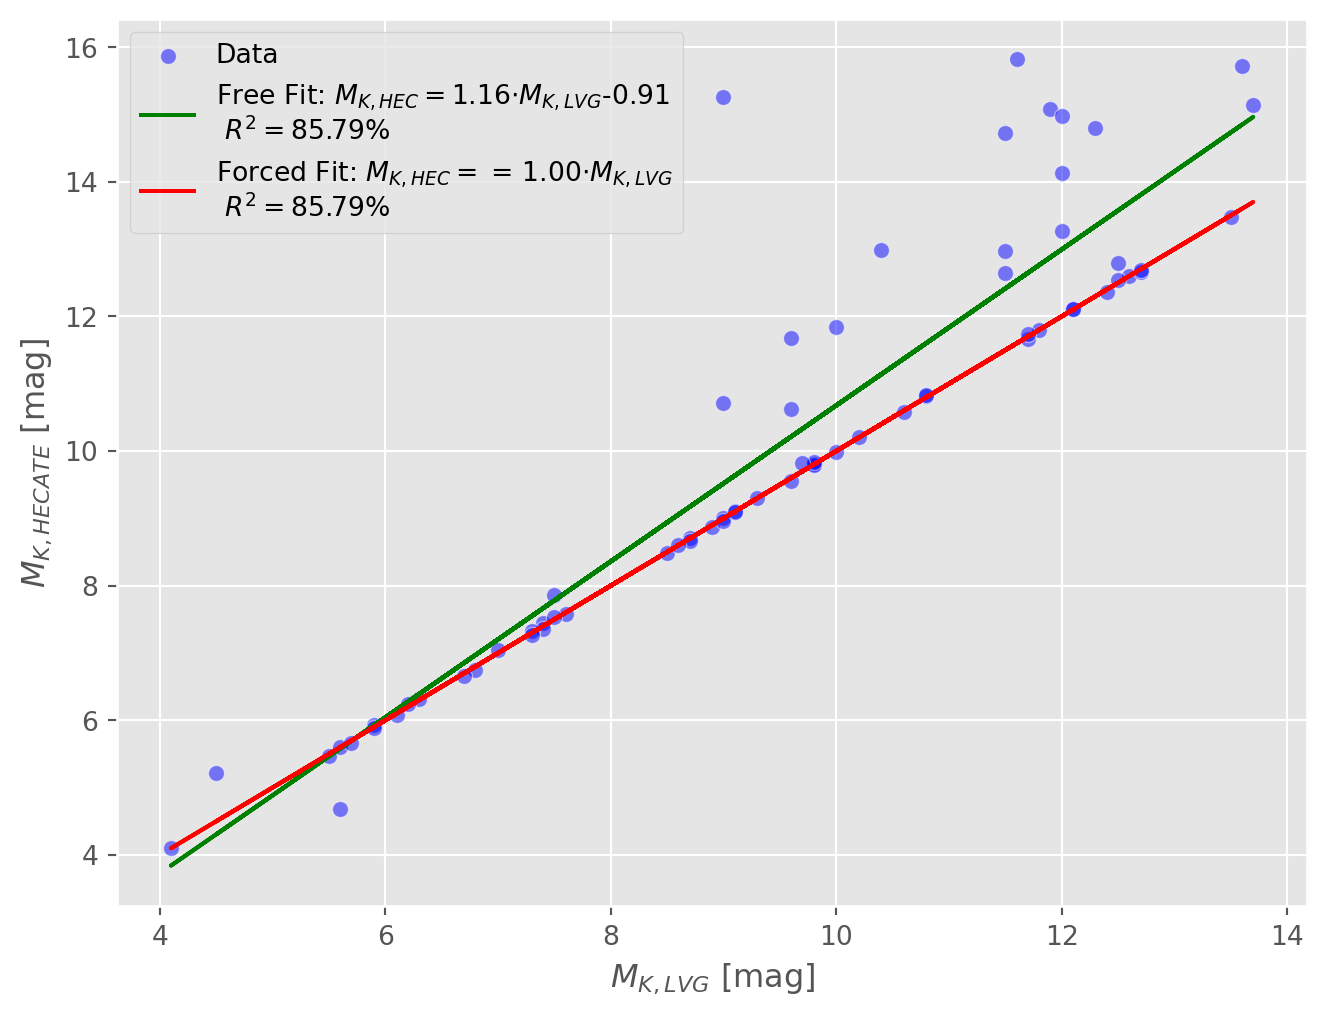 16
14
12
10
8
6
4
M_{K, HECATE} [mag]
Data
Free Fit: M_{K, HEC} = 1.16·M_{K, LVG}-0.91
R^2 = 85.79%
Forced Fit: M_{K, HEC} = = 1.00·M_{K, LVG}
R^2 = 85.79%
4 6 8 10 12 14
M_{K, LVG} [mag]